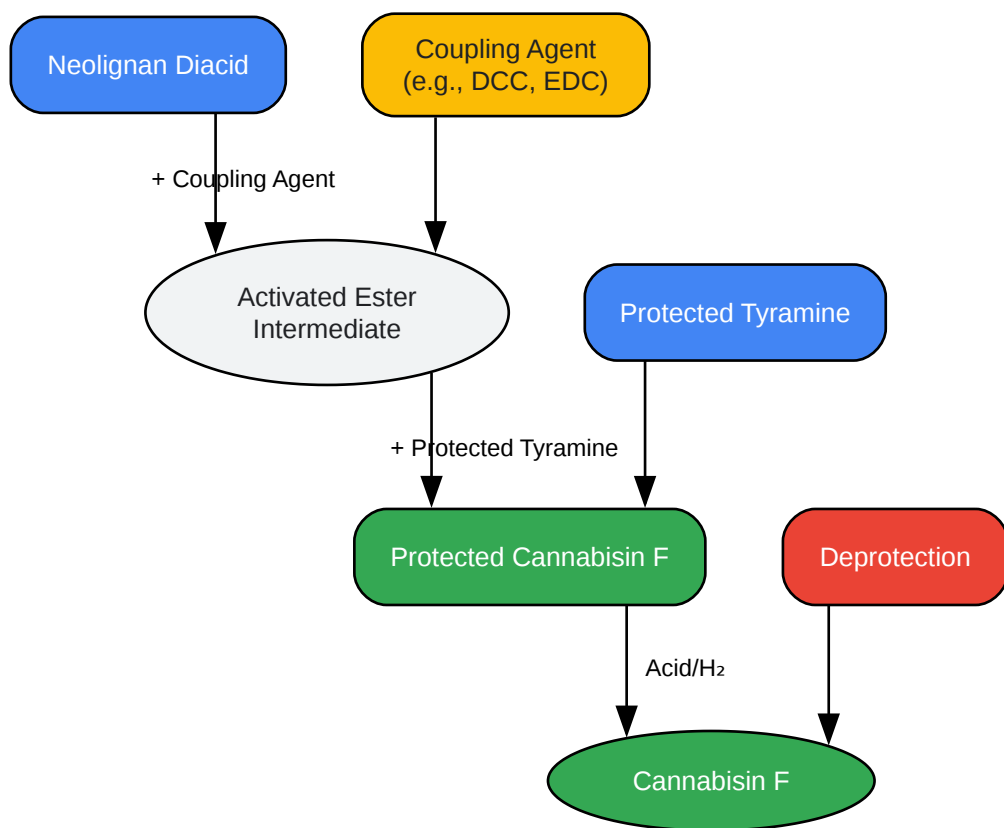 Neolignan Diacid
Coupling Agent
(e.g., DCC, EDC)
+ Coupling Agent
Activated Ester
Intermediate
Protected Tyramine
+ Protected Tyramine
Protected Cannabisin F
Deprotection
Acid/H₂
Cannabisin F